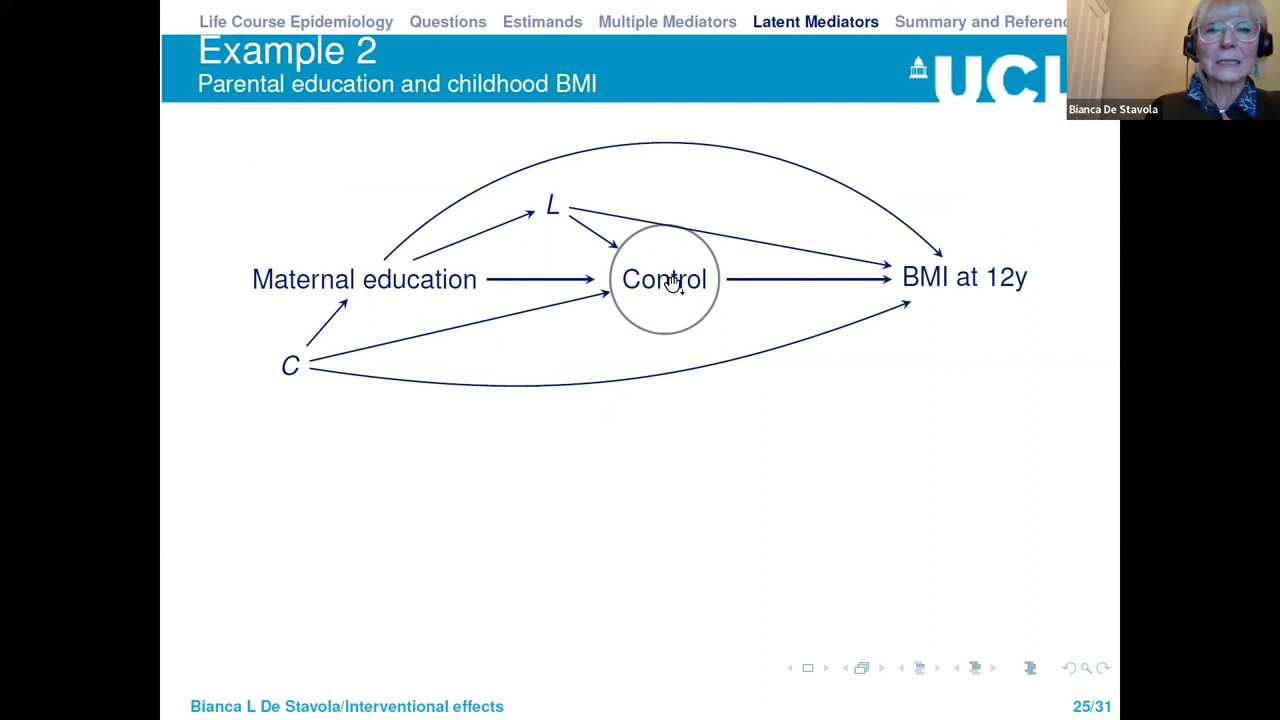 Life Course Epidemiology Questions Estimands Multiple Mediators Latent Mediators Summary and Referenc
Example 2
Parental education and childhood BMI
UCL
Bianca De Stavola
L
Maternal education
Control
BMI at 12y
C
Bianca L De Stavola/Interventional effects
25/31